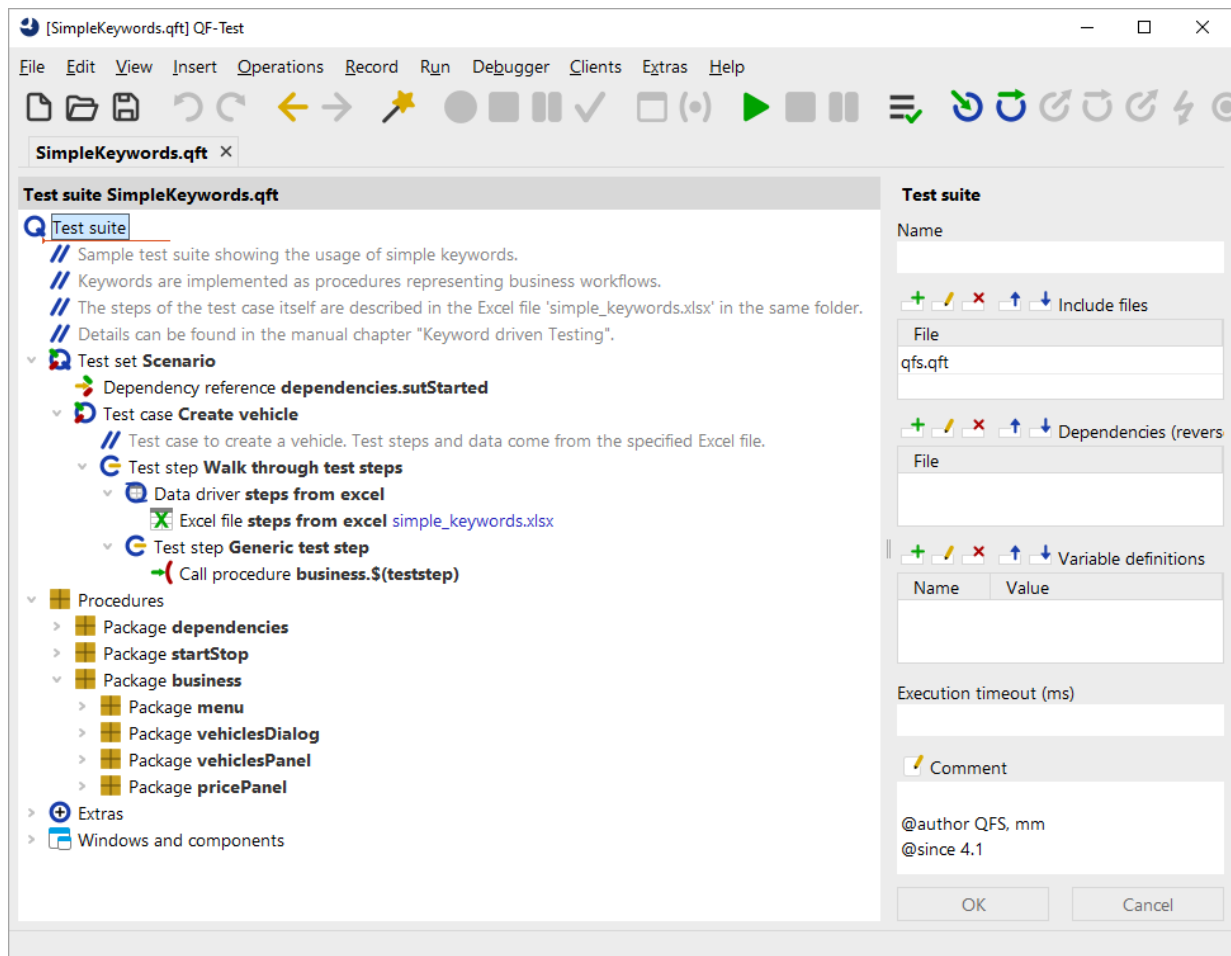 [SimpleKeywords.qft] QF-Test
File Edit View Insert Operations Record Run Debugger Clients Extras Help
SimpleKeywords.qft
Test suite SimpleKeywords.qft
Test suite
// Sample test suite showing the usage of simple keywords.
// Keywords are implemented as procedures representing business workflows.
// The steps of the test case itself are described in the Excel file 'simple_keywords.xlsx' in the same folder.
// Details can be found in the manual chapter "Keyword driven Testing".
Test set Scenario
Dependency reference dependencies.sutStarted
Test case Create vehicle
// Test case to create a vehicle. Test steps and data come from the specified Excel file.
Test step Walk through test steps
Data driver steps from excel
Excel file steps from excel simple_keywords.xlsx
Test step Generic test step
Call procedure business.$(teststep)
Procedures
Package dependencies
Package startStop
Package business
Package menu
Package vehiclesDialog
Package vehiclesPanel
Package pricePanel
Extras
Windows and components
Test suite
Name
Include files
File
qfs.qft
Dependencies (revers
File
Variable definitions
Name Value
Execution timeout (ms)
Comment
@author QFS, mm
@since 4.1
OK Cancel